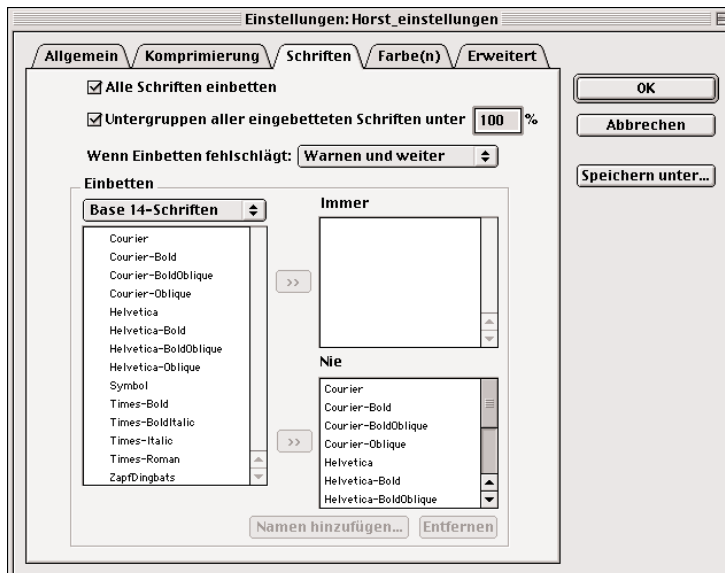 Einstellungen: Horst_einstellungen
Allgemein Komprimierung Schriften Farbe(n) Erweitert
Alle Schriften einbetten
Untergruppen aller eingebetteten Schriften unter 100 %
Wenn Einbetten fehlschlägt: Warnen und weiter
OK
Abbrechen
Speichern unter...
Einbetten
Base 14-Schriften
Courier
Courier-Bold
Courier-BoldOblique
Courier-Oblique
Helvetica
Helvetica-Bold
Helvetica-BoldOblique
Helvetica-Oblique
Symbol
Times-Bold
Times-BoldItalic
Times-Italic
Times-Roman
ZapfDingbats
>>
>>
Immer
Nie
Courier
Courier-Bold
Courier-BoldOblique
Courier-Oblique
Helvetica
Helvetica-Bold
Helvetica-BoldOblique
Namen hinzufügen... Entfernen